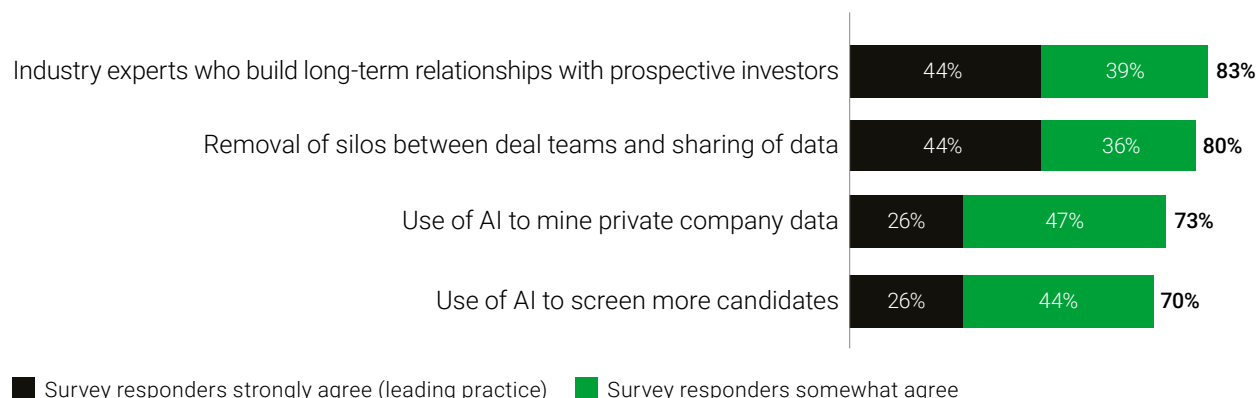 Industry experts who build long-term relationships with prospective investors 44% 39% 83%
Removal of silos between deal teams and sharing of data 44% 36% 80%
Use of AI to mine private company data 26% 47% 73%
Use of AI to screen more candidates 26% 44% 70%
Survey responders strongly agree (leading practice) Survey responders somewhat agree